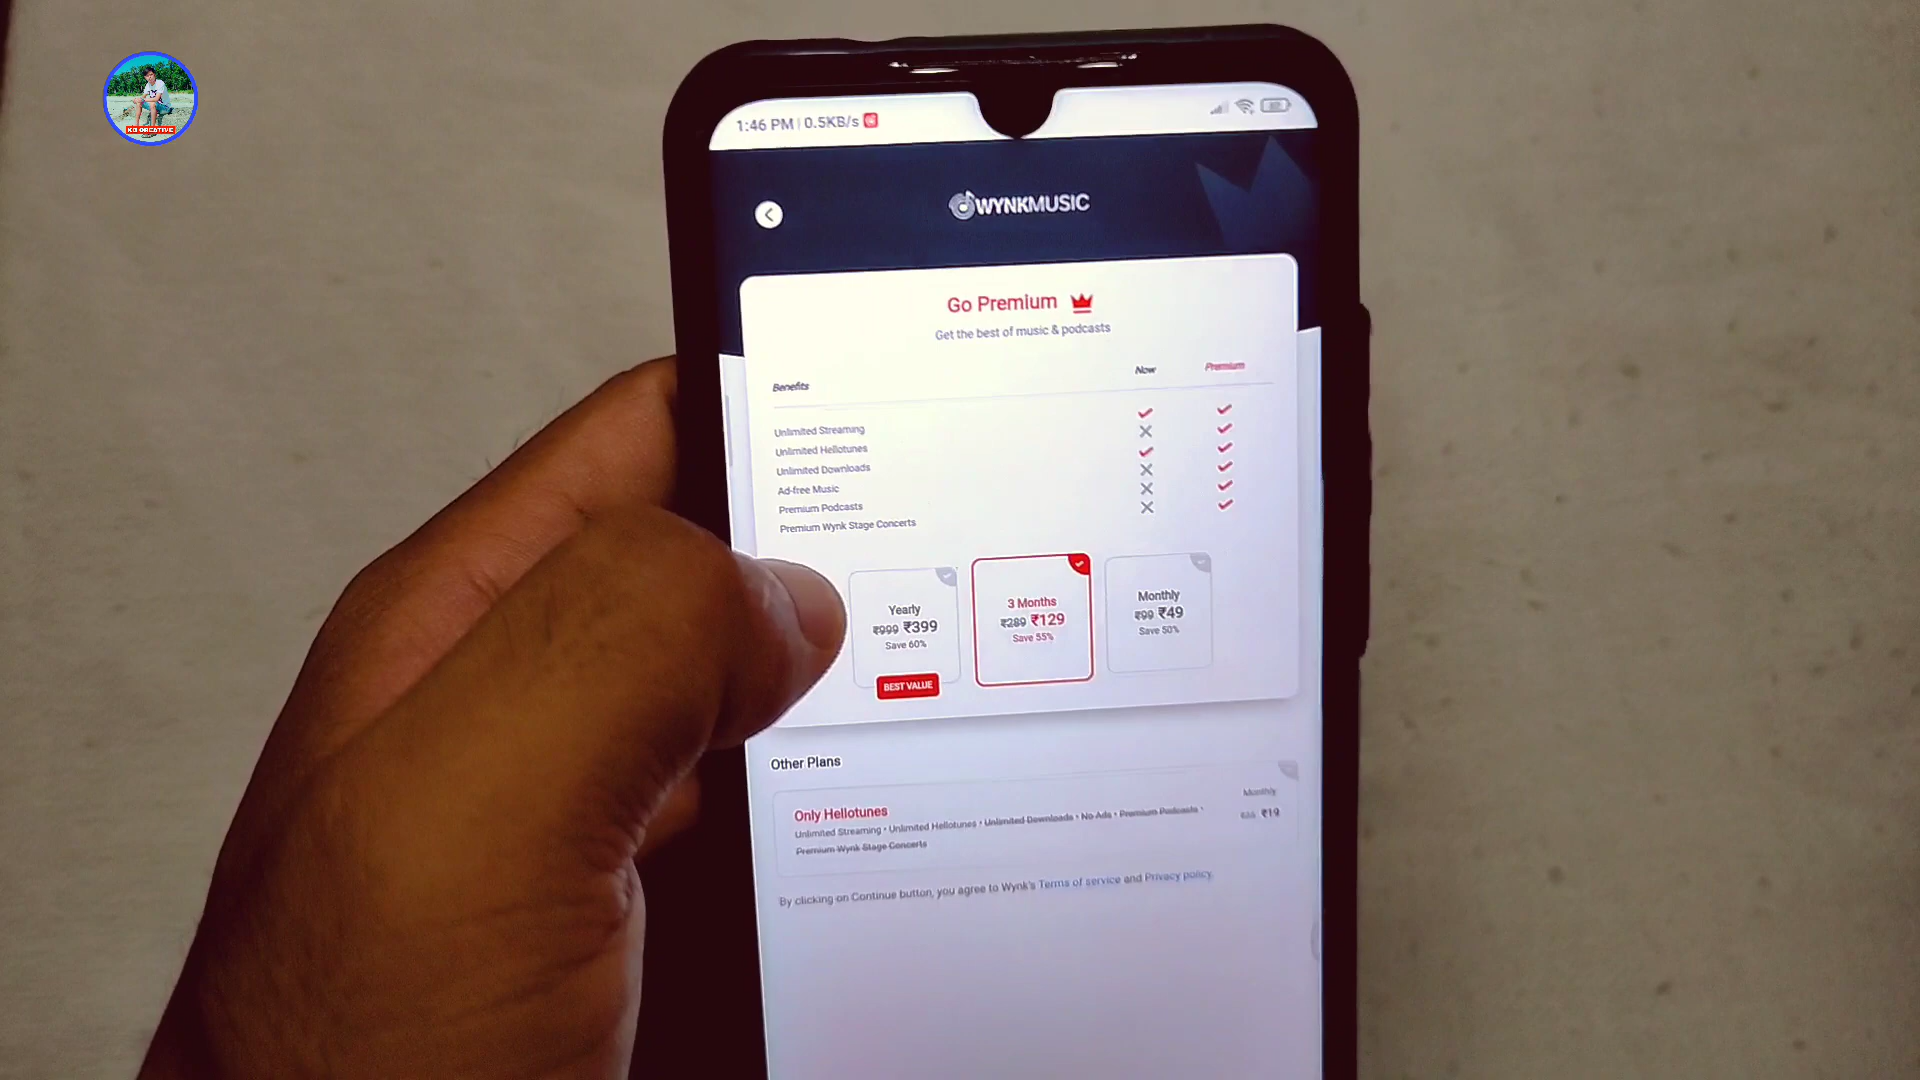 KD CREATIVE
1:46 PM | 0.5KB/s
WYNKMUSIC
Go Premium
Get the best of music & podcasts
Benefits Now Premium
Unlimited Streaming
Unlimited Hellotunes
Unlimited Downloads
Ad-free Music
Premium Podcasts
Premium Wynk Stage Concerts
Yearly
₹999 ₹399
Save 60%
BEST VALUE
3 Months
₹289 ₹129
Save 55%
Monthly
₹99 ₹49
Save 50%
Other Plans
Only Hellotunes
Unlimited Streaming • Unlimited Hellotunes • Unlimited Downloads • No Ads • Premium Podcasts •
Premium Wynk Stage Concerts
Monthly
₹19
By clicking on Continue button, you agree to Wynk's Terms of service and Privacy policy.